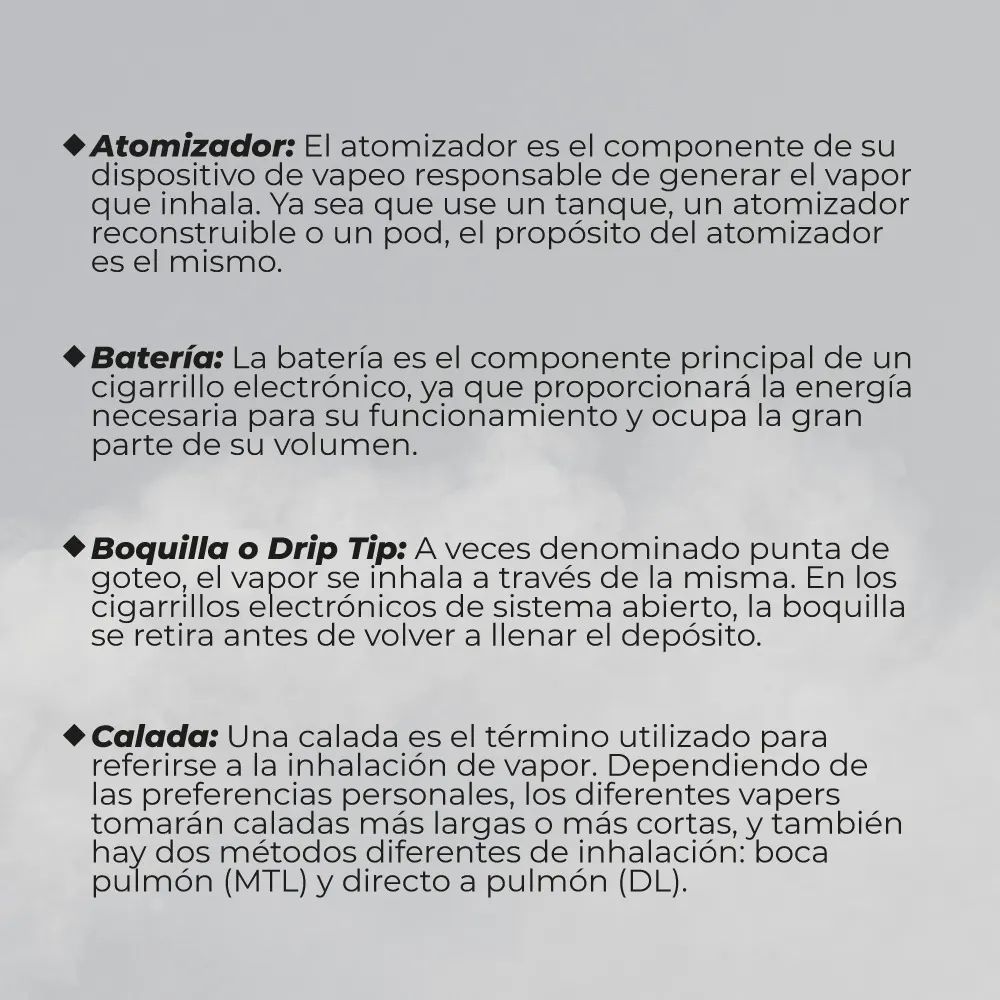 ◆Atomizador: El atomizador es el componente de su
dispositivo de vapeo responsable de generar el vapor
que inhala. Ya sea que use un tanque, un atomizador
reconstruible o un pod, el propósito del atomizador
es el mismo.
◆Batería: La batería es el componente principal de un
cigarrillo electrónico, ya que proporcionará la energía
necesaria para su funcionamiento y ocupa la gran
parte de su volumen.
◆Boquilla o Drip Tip: A veces denominado punta de
goteo, el vapor se inhala a través de la misma. En los
cigarrillos electrónicos de sistema abierto, la boquilla
se retira antes de volver a llenar el depósito.
◆Calada: Una calada es el término utilizado para
referirse a la inhalación de vapor. Dependiendo de
las preferencias personales, los diferentes vapers
tomarán caladas más largas o más cortas, y también
hay dos métodos diferentes de inhalación: boca
pulmón (MTL) y directo a pulmón (DL).